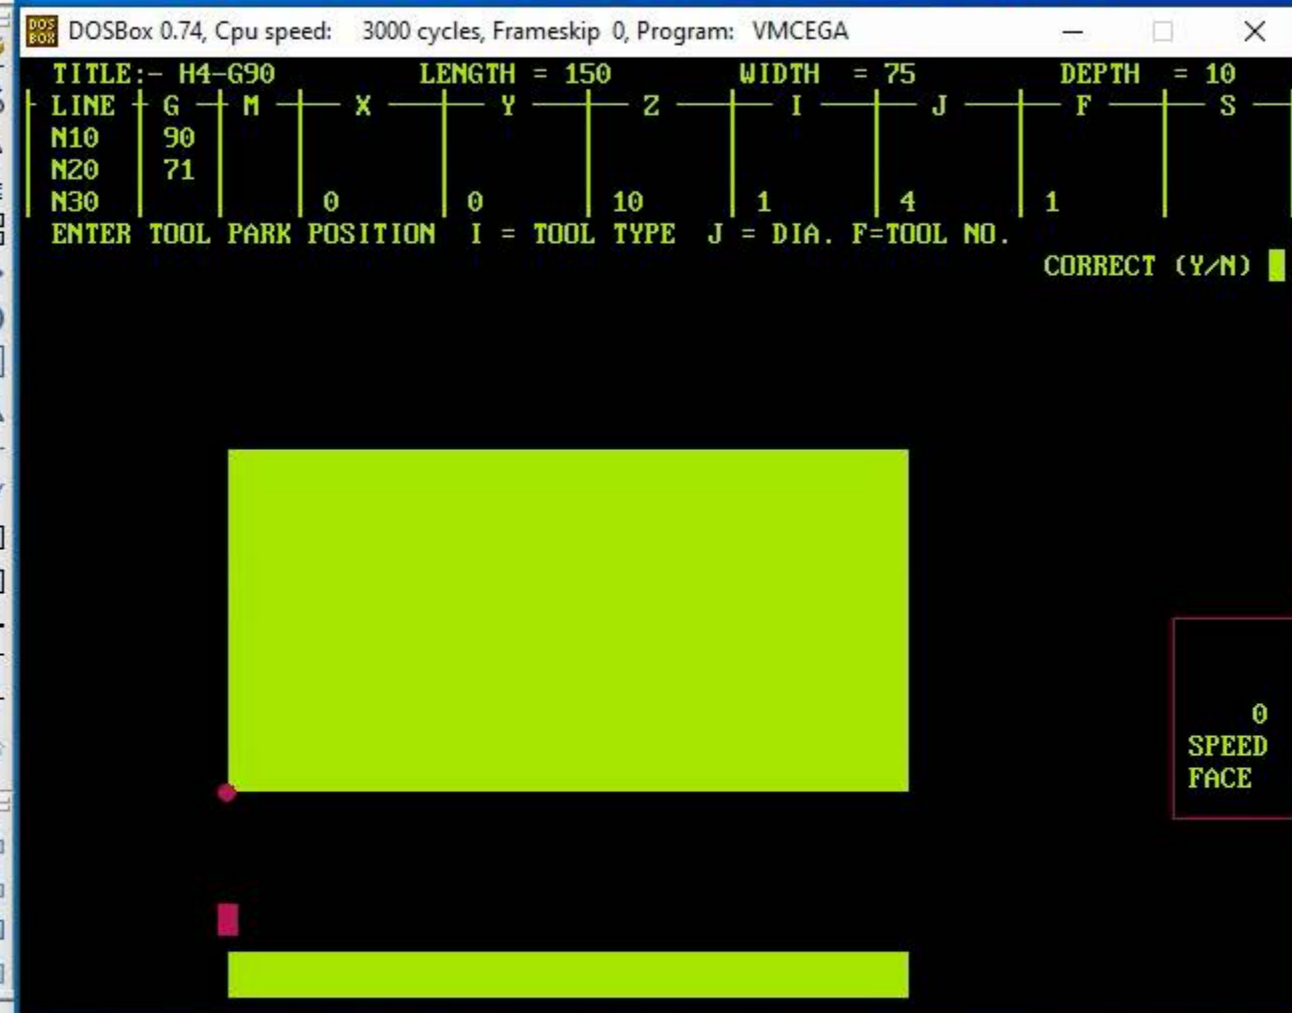 DOS BOX DOSBox 0.74, Cpu speed: 3000 cycles, Frameskip 0, Program: VMCEGA
TITLE:- H4-G90 LENGTH = 150 WIDTH = 75 DEPTH = 10
LINE G M X Y Z I J F S
N10 90
N20 71
N30 0 0 10 1 4 1
ENTER TOOL PARK POSITION I = TOOL TYPE J = DIA. F=TOOL NO.
CORRECT (Y/N)
0
SPEED
FACE